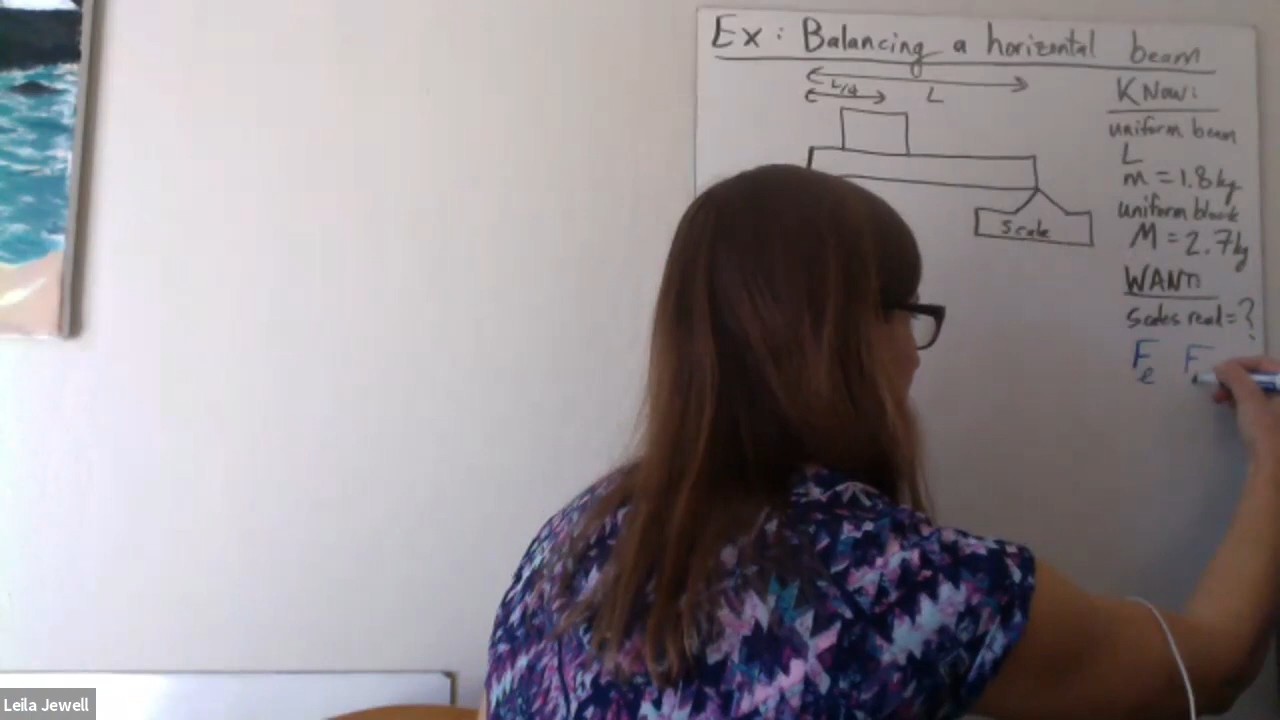 Ex: Balancing a horizontal beam
L/4
L
Scale
KNOW:
uniform beam
L
m = 1.8 kg
uniform block
M = 2.7 kg
WANT:
scales read = ?
Fe F
Leila Jewell